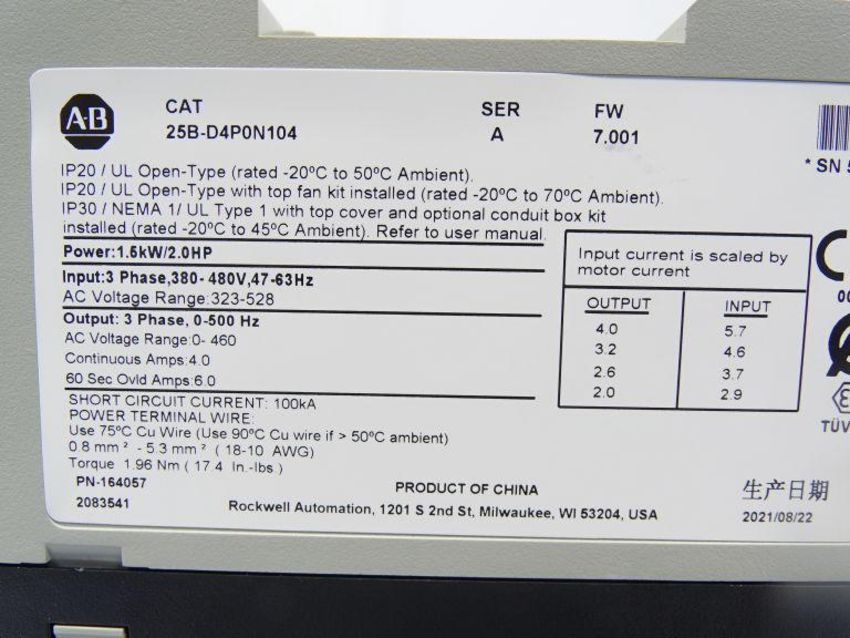 A-B
CAT
25B-D4P0N104
SER
A
FW
7.001
* SN 5
IP20 / UL Open-Type (rated -20ºC to 50ºC Ambient).
IP20 / UL Open-Type with top fan kit installed (rated -20ºC to 70ºC Ambient).
IP30 / NEMA 1/ UL Type 1 with top cover and optional conduit box kit
installed (rated -20ºC to 45ºC Ambient). Refer to user manual.
Power:1.5kW/2.0HP
Input:3 Phase,380- 480V,47-63Hz
AC Voltage Range:323-528
Output: 3 Phase, 0-500 Hz
AC Voltage Range:0- 460
Continuous Amps:4.0
60 Sec Ovld Amps:6.0
Input current is scaled by
motor current
OUTPUT INPUT
4.0 5.7
3.2 4.6
2.6 3.7
2.0 2.9
CE
00
TÜV
SHORT CIRCUIT CURRENT: 100kA
POWER TERMINAL WIRE:
Use 75ºC Cu Wire (Use 90ºC Cu wire if > 50ºC ambient)
0.8 mm ² - 5.3 mm ² ( 18-10 AWG)
Torque 1.96 Nm ( 17.4 In.-lbs )
PN-164057
2083541
PRODUCT OF CHINA
Rockwell Automation, 1201 S 2nd St, Milwaukee, WI 53204, USA
生产日期
2021/08/22